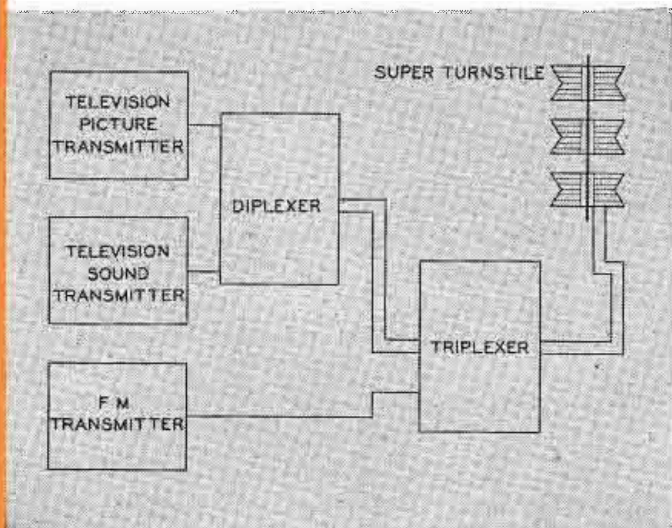 TELEVISION
PICTURE
TRANSMITTER
SUPER TURNSTILE
DIPLEXER
TELEVISION
SOUND
TRANSMITTER
TRIPLEXER
F M
TRANSMITTER